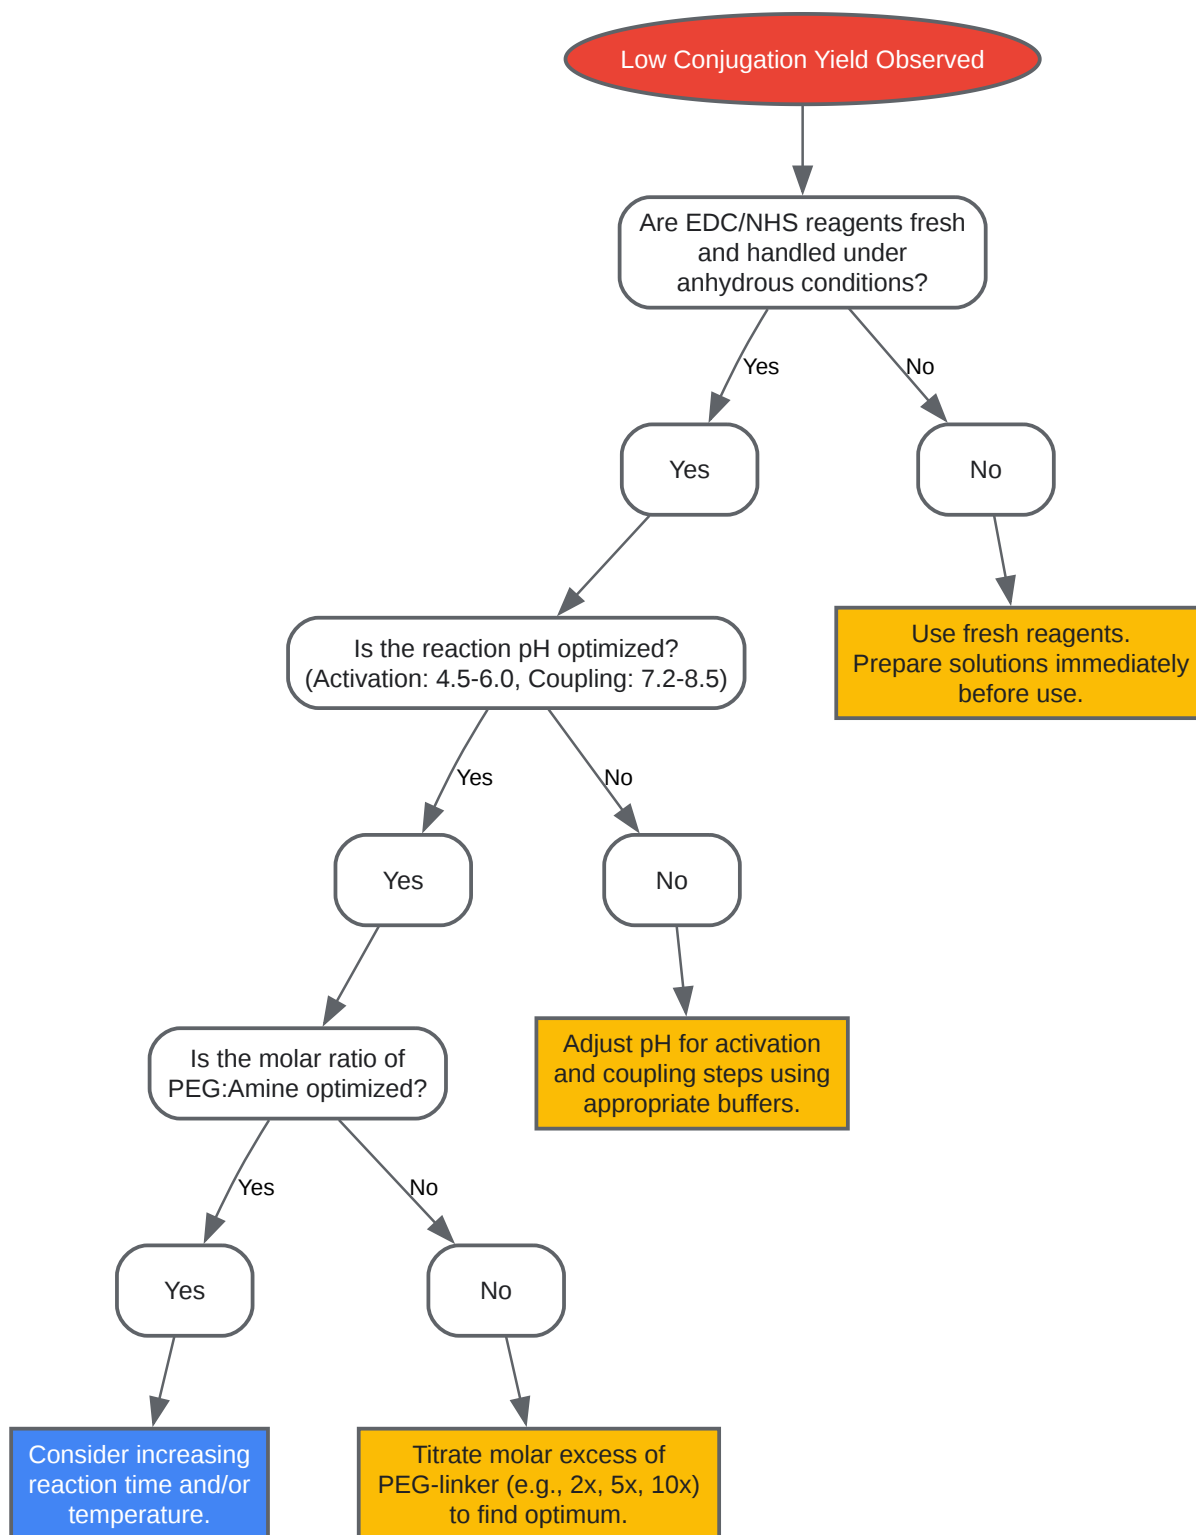 Low Conjugation Yield Observed
Are EDC/NHS reagents fresh
and handled under
anhydrous conditions?
Yes
No
Yes
No
Is the reaction pH optimized?
(Activation: 4.5-6.0, Coupling: 7.2-8.5)
Use fresh reagents.
Prepare solutions immediately
before use.
Yes
No
Yes
No
Is the molar ratio of
PEG:Amine optimized?
Adjust pH for activation
and coupling steps using
appropriate buffers.
Yes
No
Yes
No
Consider increasing
reaction time and/or
temperature.
Titrate molar excess of
PEG-linker (e.g., 2x, 5x, 10x)
to find optimum.